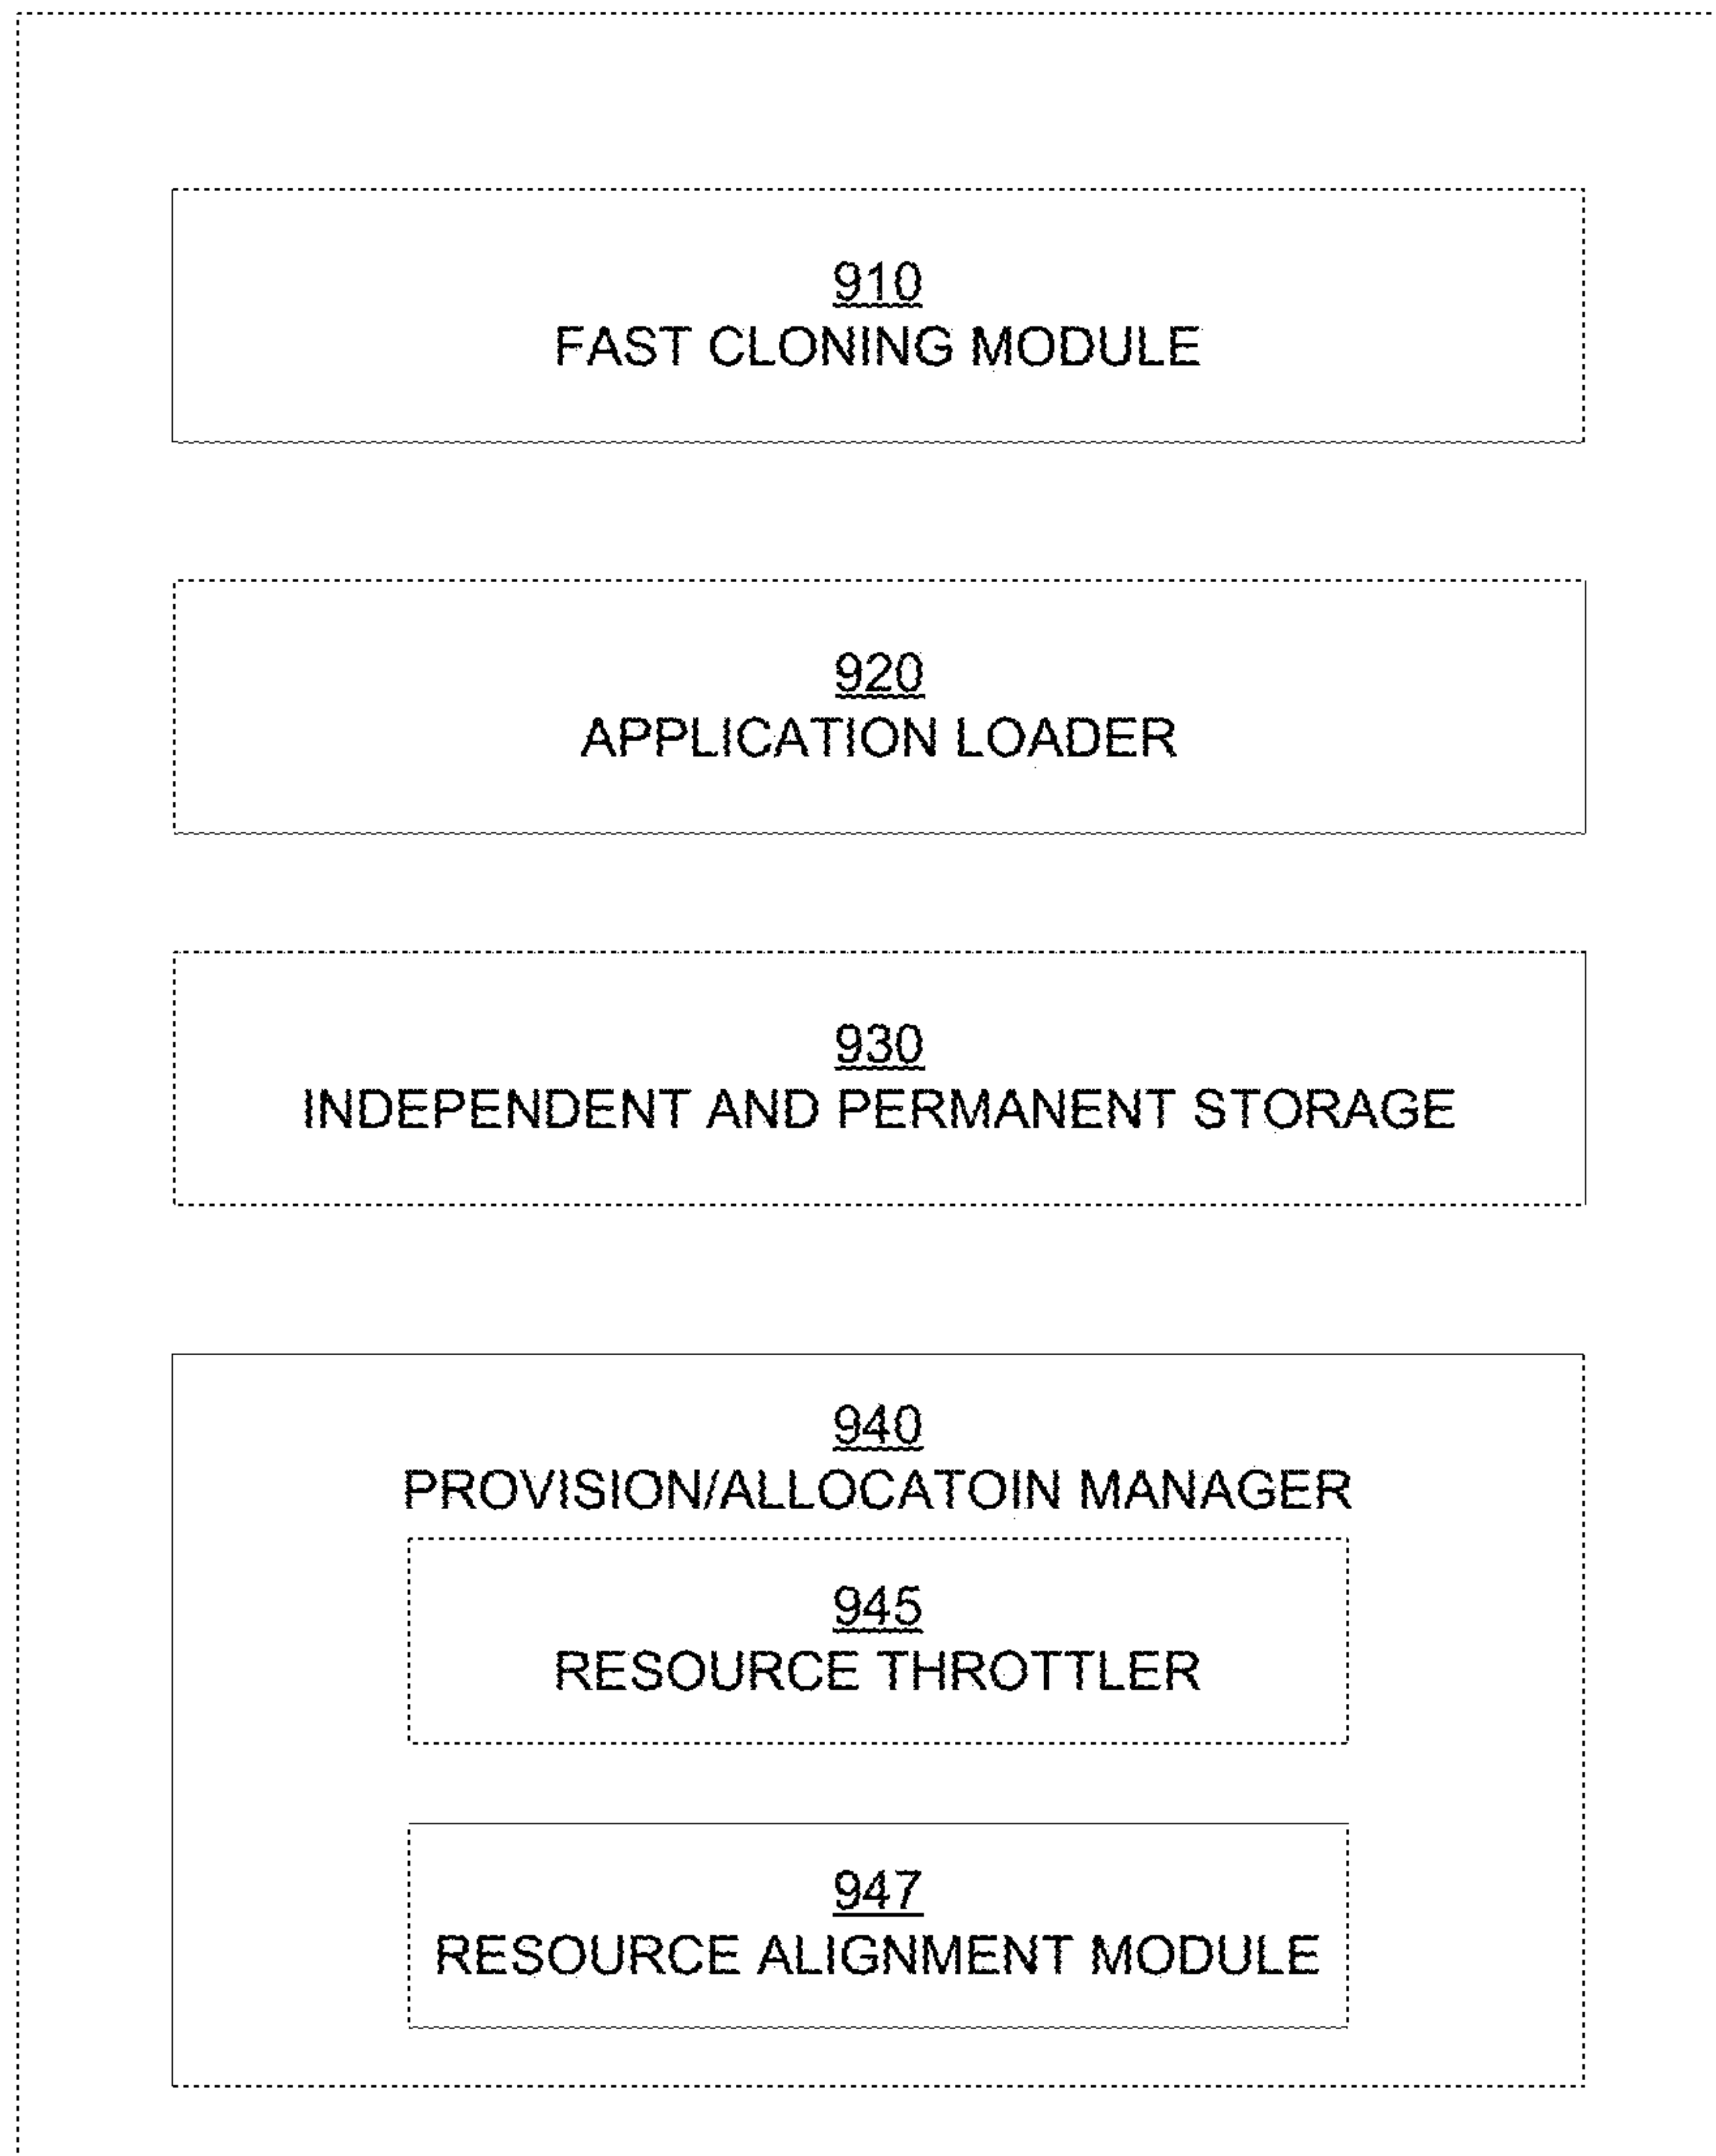 910
FAST CLONING MODULE
920
APPLICATION LOADER
930
INDEPENDENT AND PERMANENT STORAGE
940
PROVISION/ALLOCATOIN MANAGER
945
RESOURCE THROTTLER
947
RESOURCE ALIGNMENT MODULE